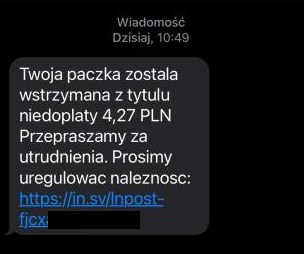 Wiadomość
Dzisiaj, 10:49
Twoja paczka zostala
wstrzymana z tytulu
niedoplaty 4,27 PLN
Przepraszamy za
utrudnienia. Prosimy
uregulowac naleznosc:
https://in.sv/lnpost-
fjcx